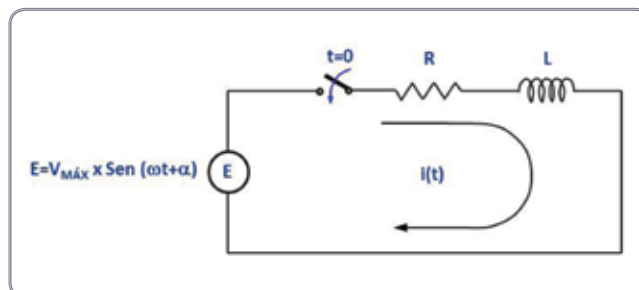 t=0
R
L
E=VMÁX x Sen (ωt+α)
E
i(t)